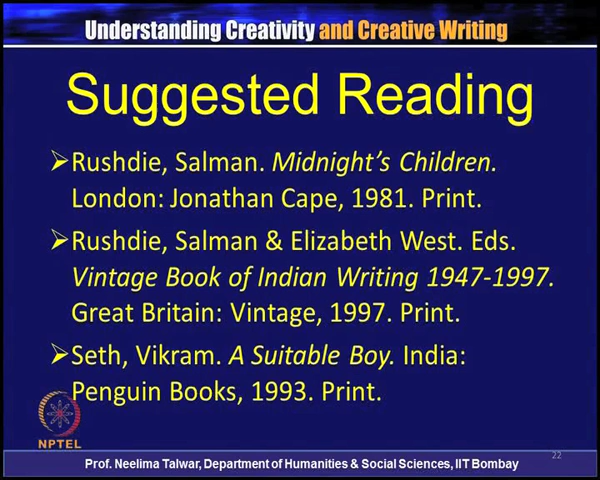 Understanding Creativity and Creative Writing
Suggested Reading
➢Rushdie, Salman. Midnight's Children.
London: Jonathan Cape, 1981. Print.
➢Rushdie, Salman & Elizabeth West. Eds.
Vintage Book of Indian Writing 1947-1997.
Great Britain: Vintage, 1997. Print.
➢Seth, Vikram. A Suitable Boy. India:
Penguin Books, 1993. Print.
NPTEL
22
Prof. Neelima Talwar, Department of Humanities & Social Sciences, IIT Bombay